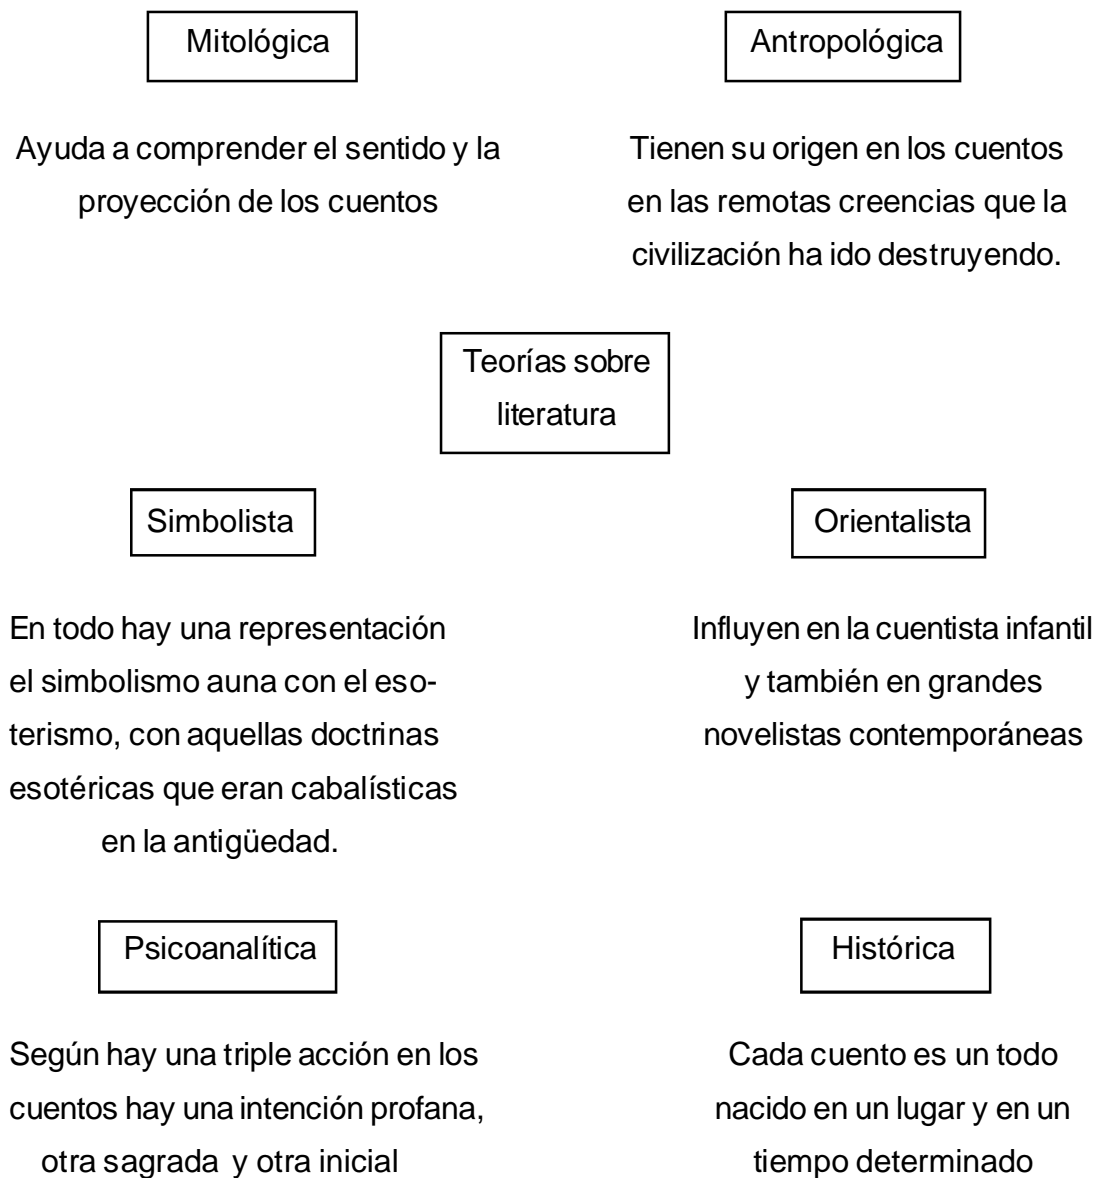 Mitológica
Ayuda a comprender el sentido y la
proyección de los cuentos
Antropológica
Tienen su origen en los cuentos
en las remotas creencias que la
civilización ha ido destruyendo.
Teorías sobre
literatura
Simbolista
En todo hay una representación
el simbolismo auna con el eso-
terismo, con aquellas doctrinas
esotéricas que eran cabalísticas
en la antigüedad.
Orientalista
Influyen en la cuentista infantil
y también en grandes
novelistas contemporáneas
Psicoanalítica
Según hay una triple acción en los
cuentos hay una intención profana,
otra sagrada y otra inicial
Histórica
Cada cuento es un todo
nacido en un lugar y en un
tiempo determinado